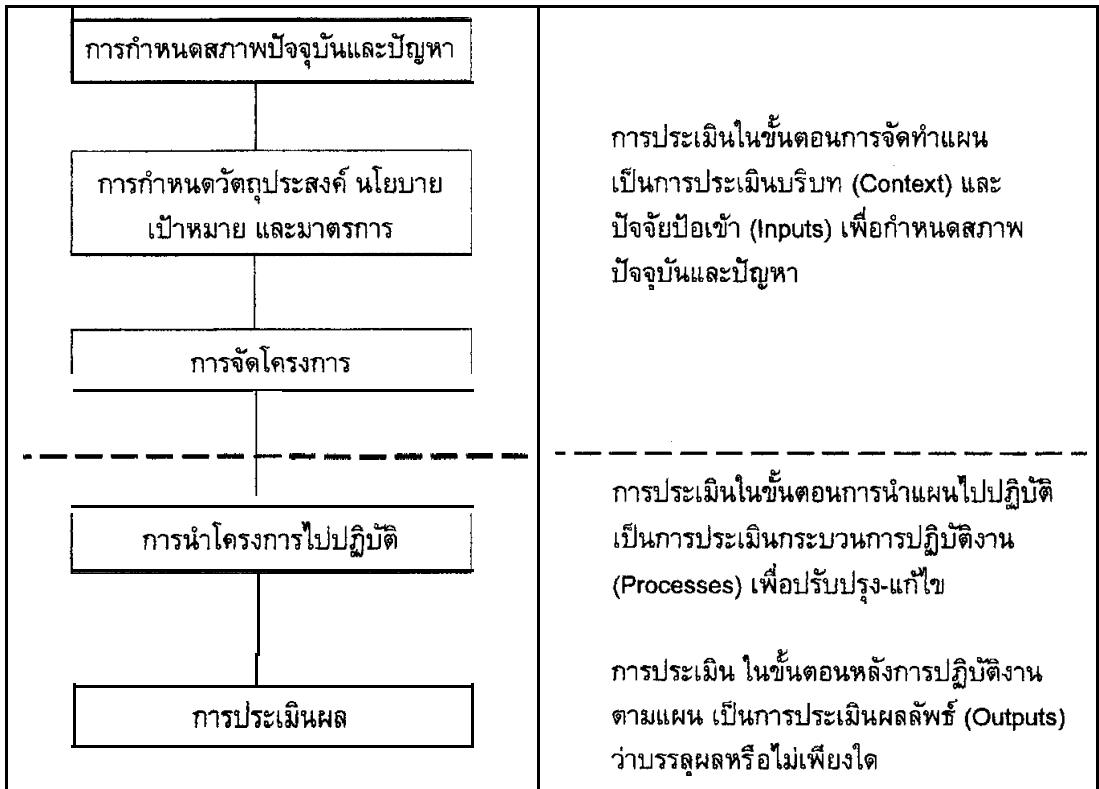 การกำหนดสภาพปัจจุบันและปัญหา
การกำหนดวัตถุประสงค์ นโยบาย
เป้าหมาย และมาตรการ
การจัดโครงการ
การนำโครงการไปปฏิบัติ
การประเมินผล
การประเมินในขั้นตอนการจัดทำแผน
เป็นการประเมินบริบท (Context) และ
ปัจจัยป้อเข้า (Inputs) เพื่อกำหนดสภาพ
ปัจจุบันและปัญหา
การประเมินในขั้นตอนการนำแผนไปปฏิบัติ
เป็นการประเมินกระบวนการปฏิบัติงาน
(Processes) เพื่อปรับปรุง-แก้ไข
การประเมิน ในขั้นตอนหลังการปฏิบัติงาน
ตามแผน เป็นการประเมินผลลัพธ์ (Outputs)
ว่าบรรลุผลหรือไม่เพียงใด